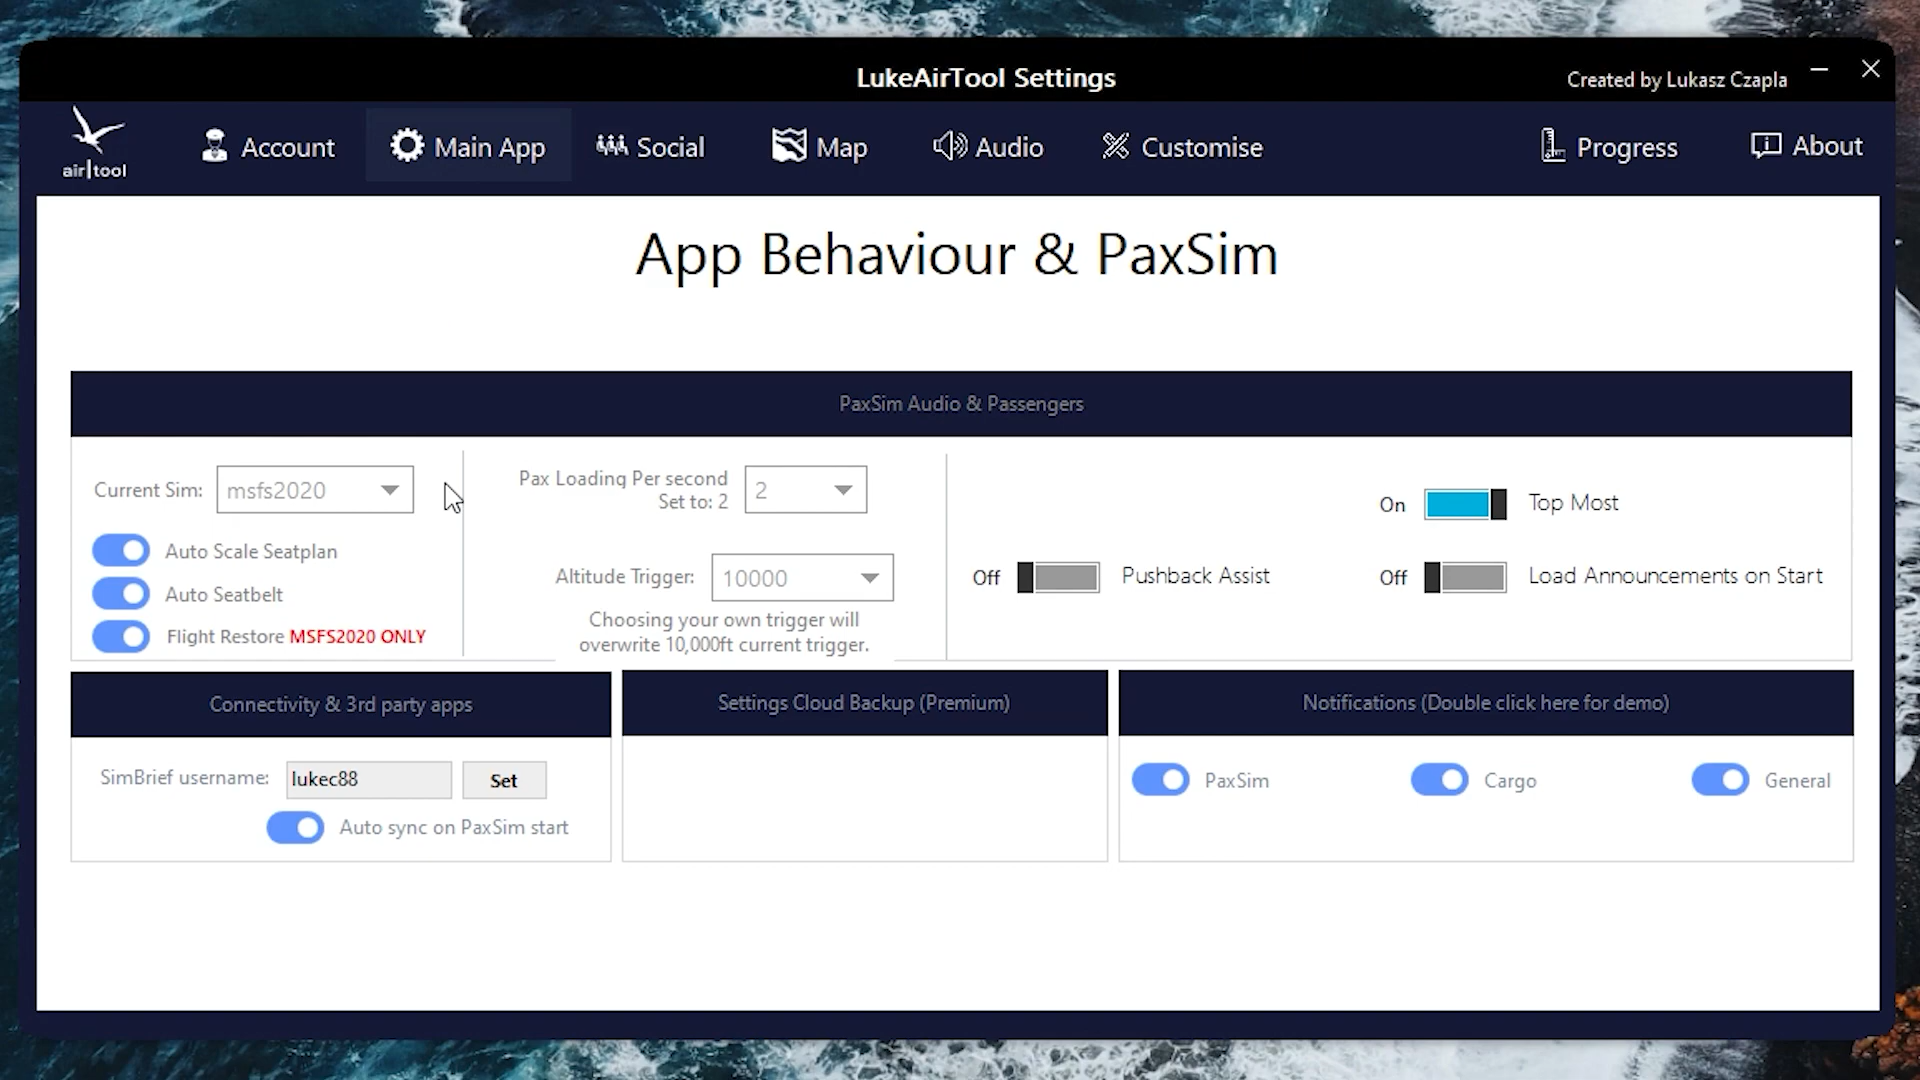 LukeAirTool Settings
Created by Lukasz Czapla
air|tool
Account
Main App
Social
Map
Audio
Customise
Progress
About
App Behaviour & PaxSim
PaxSim Audio & Passengers
Current Sim:
msfs2020
Auto Scale Seatplan
Auto Seatbelt
Flight Restore MSFS2020 ONLY
Pax Loading Per second
Set to: 2
2
Altitude Trigger:
10000
Choosing your own trigger will
overwrite 10,000ft current trigger.
On
Top Most
Off
Pushback Assist
Off
Load Announcements on Start
Connectivity & 3rd party apps
SimBrief username:
lukec88
Set
Auto sync on PaxSim start
Settings Cloud Backup (Premium)
Notifications (Double click here for demo)
PaxSim
Cargo
General